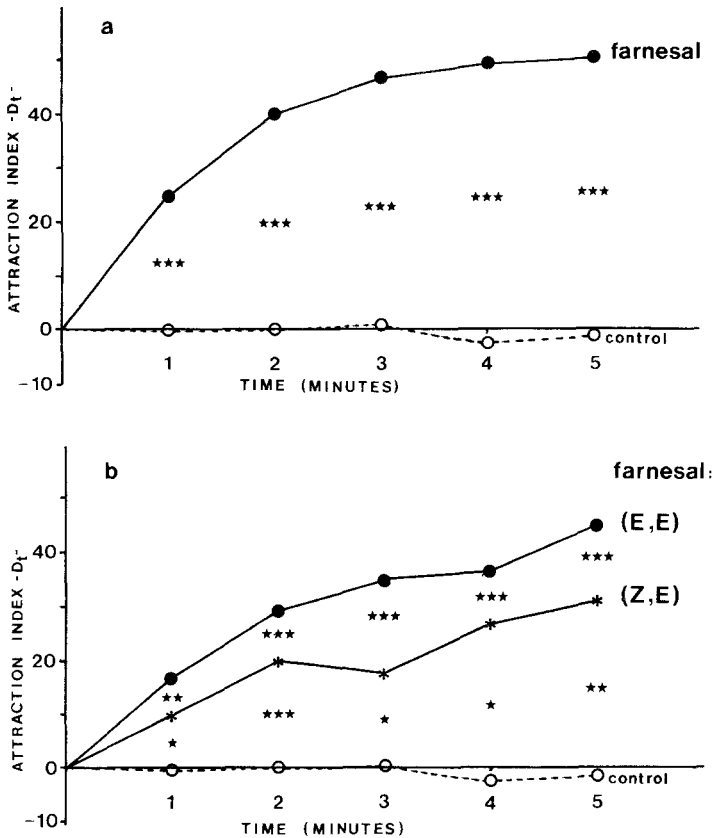 a
farnesal
ATTRACTION INDEX -Dt-
40
20
0
-10
★★★
★★★
★★★
★★★
★★★
control
1 2 3 4 5
TIME (MINUTES)
b
farnesal:
(E,E)
(Z,E)
ATTRACTION INDEX -Dt-
40
20
0
-10
★★ ★★★ ★★★ ★★★ ★★★
★ ★★★ ★ ★ ★★
control
1 2 3 4 5
TIME (MINUTES)